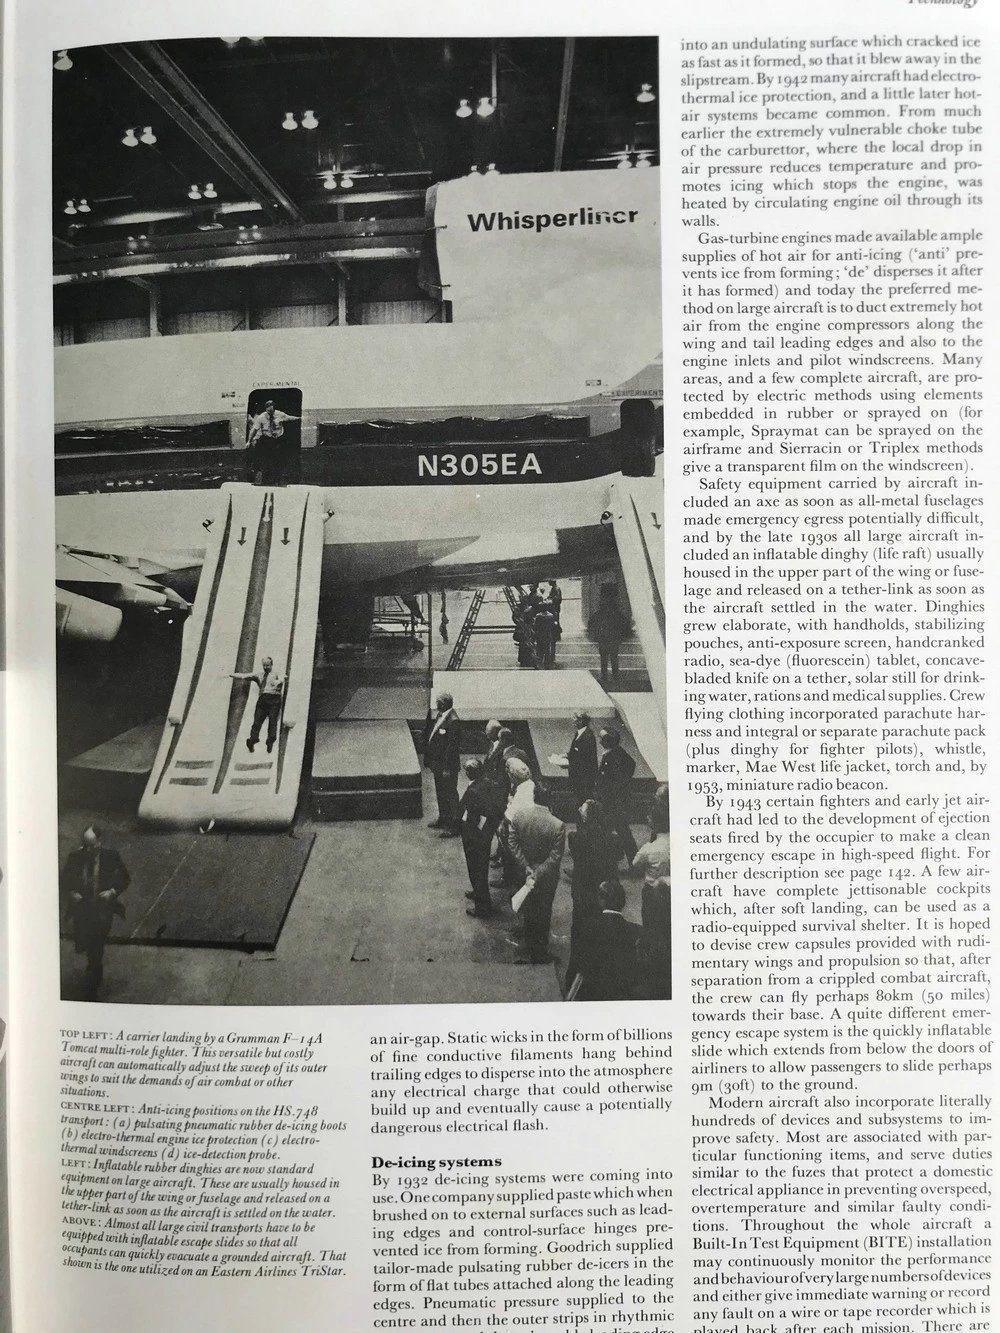 Technology
Whisperliner
EXPERIMENTAL
EXPERIMENTAL
N305EA
TOP LEFT: A carrier landing by a Grumman F–14A
Tomcat multi-role fighter. This versatile but costly
aircraft can automatically adjust the sweep of its outer
wings to suit the demands of air combat or other
situations.
CENTRE LEFT: Anti-icing positions on the HS.748
transport: (a) pulsating pneumatic rubber de-icing boots
(b) electro-thermal engine ice protection (c) electro-
thermal windscreens (d) ice-detection probe.
LEFT: Inflatable rubber dinghies are now standard
equipment on large aircraft. These are usually housed in
the upper part of the wing or fuselage and released on a
tether-link as soon as the aircraft is settled on the water.
ABOVE: Almost all large civil transports have to be
equipped with inflatable escape slides so that all
occupants can quickly evacuate a grounded aircraft. That
shown is the one utilized on an Eastern Airlines TriStar.
an air-gap. Static wicks in the form of billions
of fine conductive filaments hang behind
trailing edges to disperse into the atmosphere
any electrical charge that could otherwise
build up and eventually cause a potentially
dangerous electrical flash.
De-icing systems
By 1932 de-icing systems were coming into
use. One company supplied paste which when
brushed on to external surfaces such as lead-
ing edges and control-surface hinges pre-
vented ice from forming. Goodrich supplied
tailor-made pulsating rubber de-icers in the
form of flat tubes attached along the leading
edges. Pneumatic pressure supplied to the
centre and then the outer strips in rhythmic
into an undulating surface which cracked ice
as fast as it formed, so that it blew away in the
slipstream. By 1942 many aircraft had electro-
thermal ice protection, and a little later hot-
air systems became common. From much
earlier the extremely vulnerable choke tube
of the carburettor, where the local drop in
air pressure reduces temperature and pro-
motes icing which stops the engine, was
heated by circulating engine oil through its
walls.
Gas-turbine engines made available ample
supplies of hot air for anti-icing (‘anti’ pre-
vents ice from forming; ‘de’ disperses it after
it has formed) and today the preferred me-
thod on large aircraft is to duct extremely hot
air from the engine compressors along the
wing and tail leading edges and also to the
engine inlets and pilot windscreens. Many
areas, and a few complete aircraft, are pro-
tected by electric methods using elements
embedded in rubber or sprayed on (for
example, Spraymat can be sprayed on the
airframe and Sierracin or Triplex methods
give a transparent film on the windscreen).
Safety equipment carried by aircraft in-
cluded an axe as soon as all-metal fuselages
made emergency egress potentially difficult,
and by the late 1930s all large aircraft in-
cluded an inflatable dinghy (life raft) usually
housed in the upper part of the wing or fuse-
lage and released on a tether-link as soon as
the aircraft settled in the water. Dinghies
grew elaborate, with handholds, stabilizing
pouches, anti-exposure screen, handcranked
radio, sea-dye (fluorescein) tablet, concave-
bladed knife on a tether, solar still for drink-
ing water, rations and medical supplies. Crew
flying clothing incorporated parachute har-
ness and integral or separate parachute pack
(plus dinghy for fighter pilots), whistle,
marker, Mae West life jacket, torch and, by
1953, miniature radio beacon.
By 1943 certain fighters and early jet air-
craft had led to the development of ejection
seats fired by the occupier to make a clean
emergency escape in high-speed flight. For
further description see page 142. A few air-
craft have complete jettisonable cockpits
which, after soft landing, can be used as a
radio-equipped survival shelter. It is hoped
to devise crew capsules provided with rudi-
mentary wings and propulsion so that, after
separation from a crippled combat aircraft,
the crew can fly perhaps 80km (50 miles)
towards their base. A quite different emer-
gency escape system is the quickly inflatable
slide which extends from below the doors of
airliners to allow passengers to slide perhaps
9m (30ft) to the ground.
Modern aircraft also incorporate literally
hundreds of devices and subsystems to im-
prove safety. Most are associated with par-
ticular functioning items, and serve duties
similar to the fuzes that protect a domestic
electrical appliance in preventing overspeed,
overtemperature and similar faulty condi-
tions. Throughout the whole aircraft a
Built-In Test Equipment (BITE) installation
may continuously monitor the performance
and behaviour of very large numbers of devices
and either give immediate warning or record
any fault on a wire or tape recorder which is
played back after each mission. There are